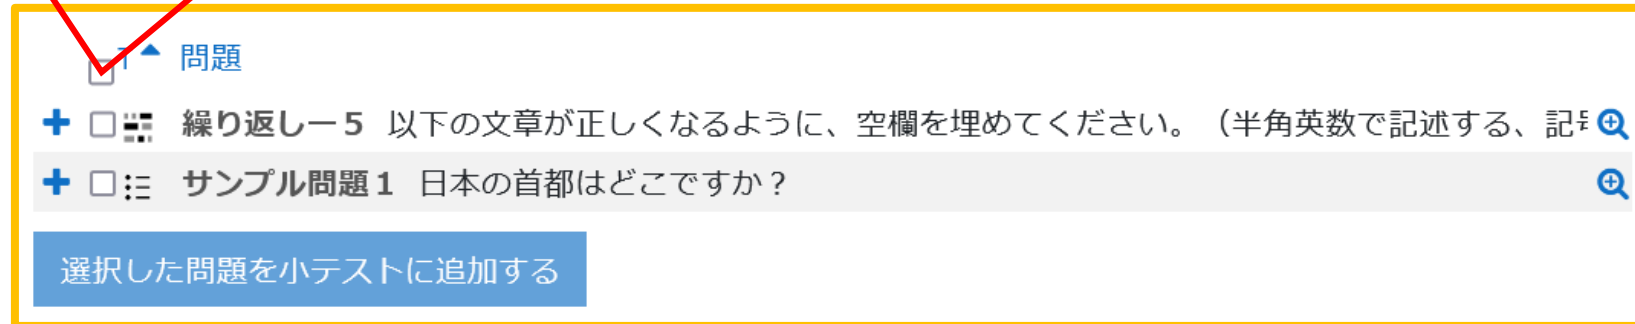 問題
繰り返しー５ 以下の文章が正しくなるように、空欄を埋めてください。（半角英数で記述する、記
サンプル問題１ 日本の首都はどこですか？
選択した問題を小テストに追加する